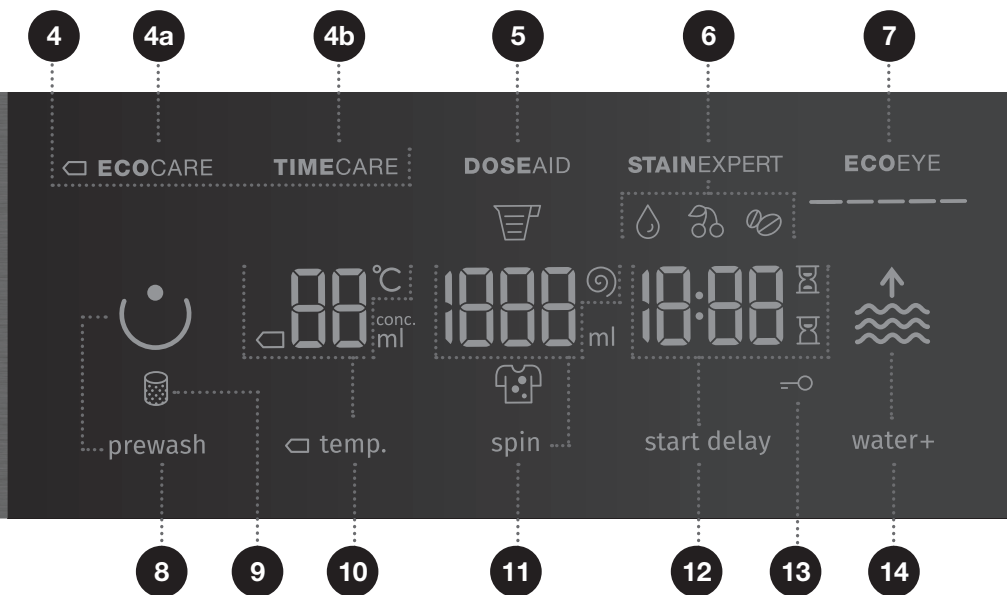 4 4a 4b 5 6 7
ECOCARE TIMECARE DOSEAID STAINEXPERT ECOEYE
88 °C 1888 18:88
conc.
ml ml
prewash temp. spin start delay water+
8 9 10 11 12 13 14